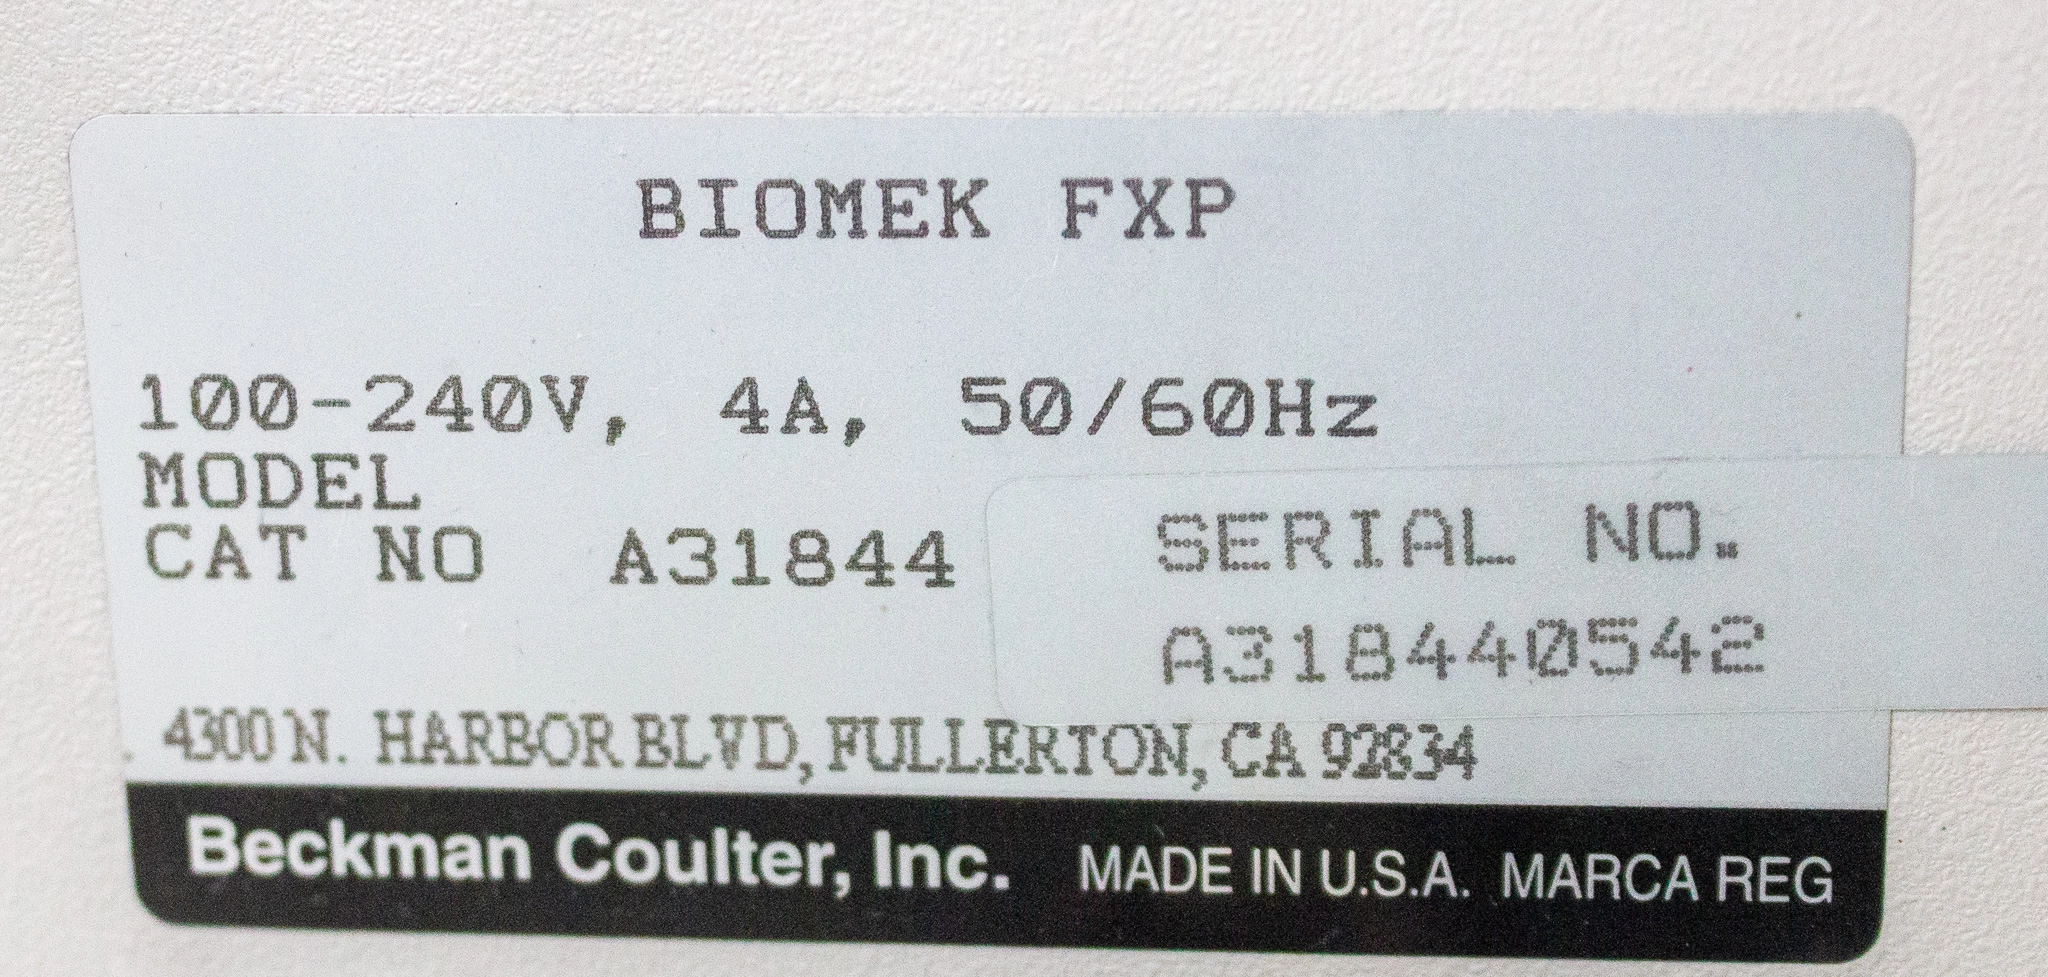 BIOMEK FXP
100-240V, 4A, 50/60Hz
MODEL
CAT NO A31844
SERIAL NO.
A318440542
4300 N. HARBOR BLVD, FULLERTON, CA 92834
Beckman Coulter, Inc. MADE IN U.S.A. MARCA REG